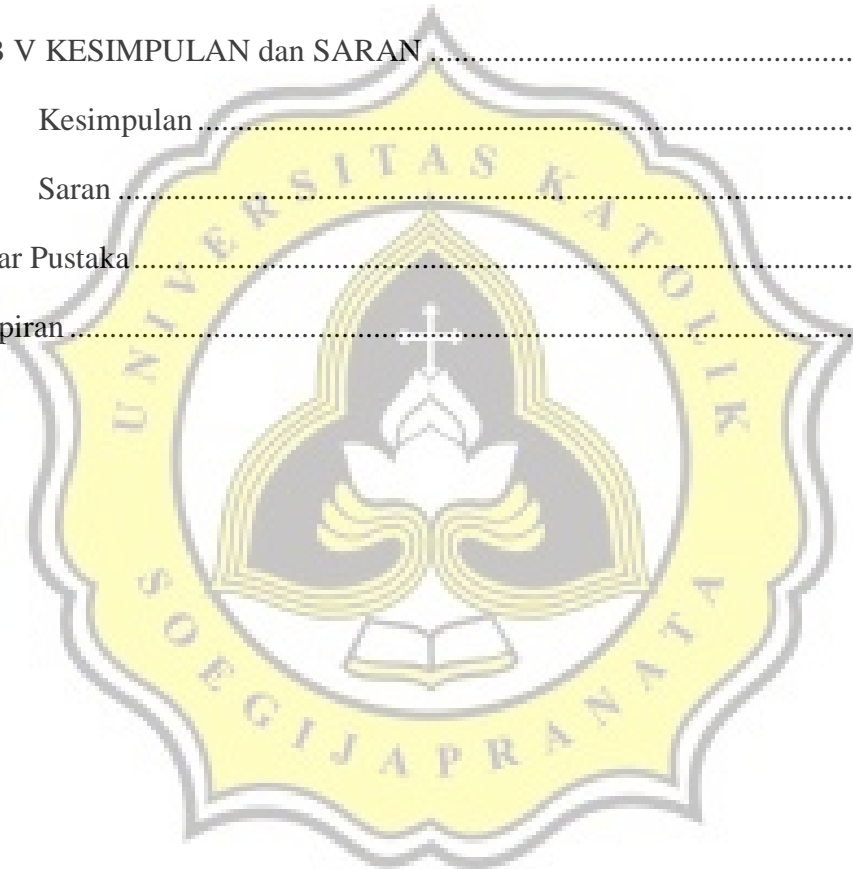 B V KESIMPULAN dan SARAN ....................................................
Kesimpulan ....................................................................................
Saran ..............................................................................................
ar Pustaka ............................................................................................
piran ....................................................................................................
UNIVERSITAS KATOLIK
SOEGIJAPRANATA